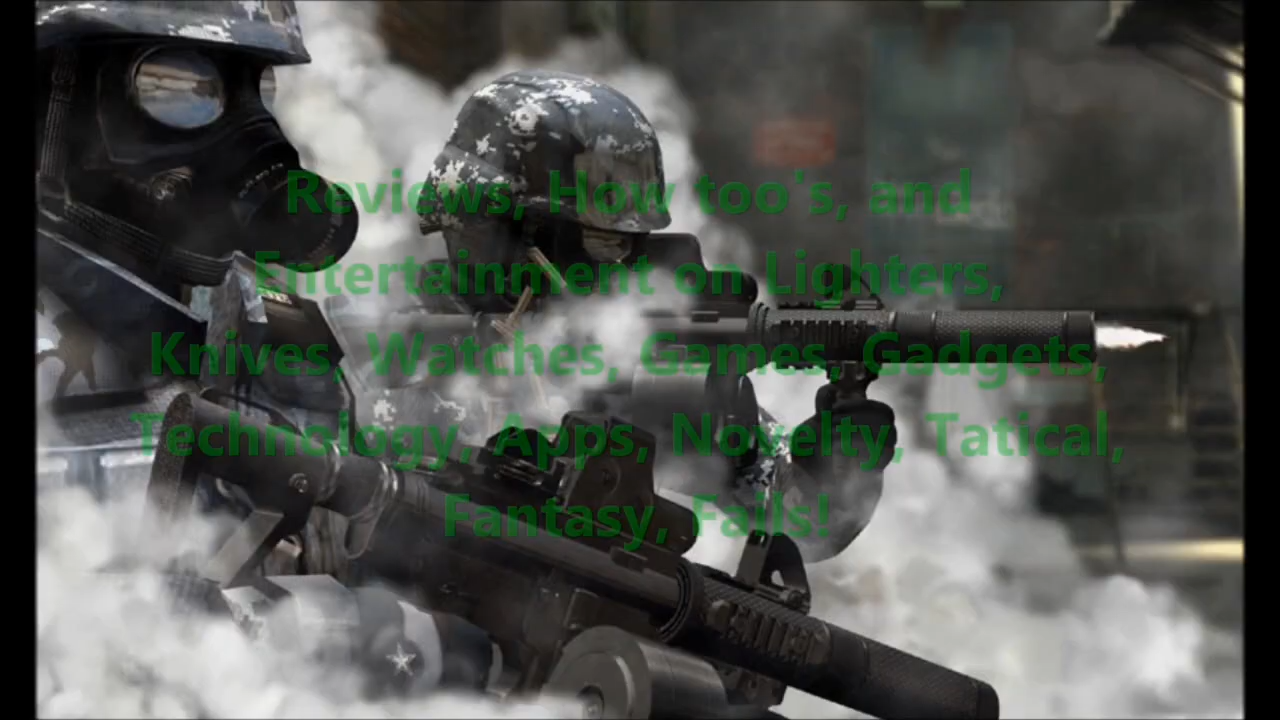 Reviews, How too's, and
Entertainment on Lighters,
Knives, Watches, Games, Gadgets,
Technology, Apps, Novelty, Tatical,
Fantasy, Fails!